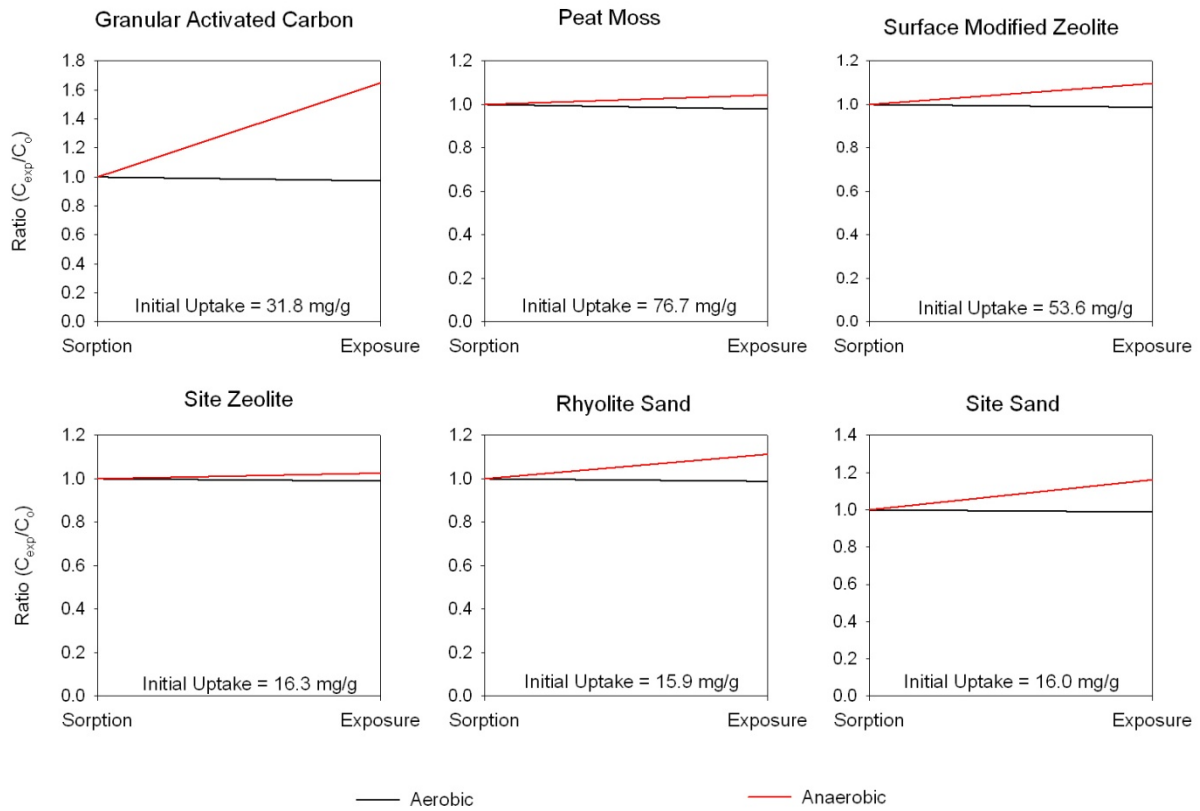 Granular Activated Carbon
Peat Moss
Surface Modified Zeolite
Ratio (C_exp/C_o)
1.8
1.6
1.4
1.2
1.0
0.8
0.6
0.4
0.2
0.0
Initial Uptake = 31.8 mg/g
Sorption Exposure
1.2
1.0
0.8
0.6
0.4
0.2
0.0
Initial Uptake = 76.7 mg/g
Sorption Exposure
1.2
1.0
0.8
0.6
0.4
0.2
0.0
Initial Uptake = 53.6 mg/g
Sorption Exposure
Site Zeolite
Rhyolite Sand
Site Sand
Ratio (C_exp/C_o)
1.2
1.0
0.8
0.6
0.4
0.2
0.0
Initial Uptake = 16.3 mg/g
Sorption Exposure
1.2
1.0
0.8
0.6
0.4
0.2
0.0
Initial Uptake = 15.9 mg/g
Sorption Exposure
1.4
1.2
1.0
0.8
0.6
0.4
0.2
0.0
Initial Uptake = 16.0 mg/g
Sorption Exposure
Aerobic
Anaerobic